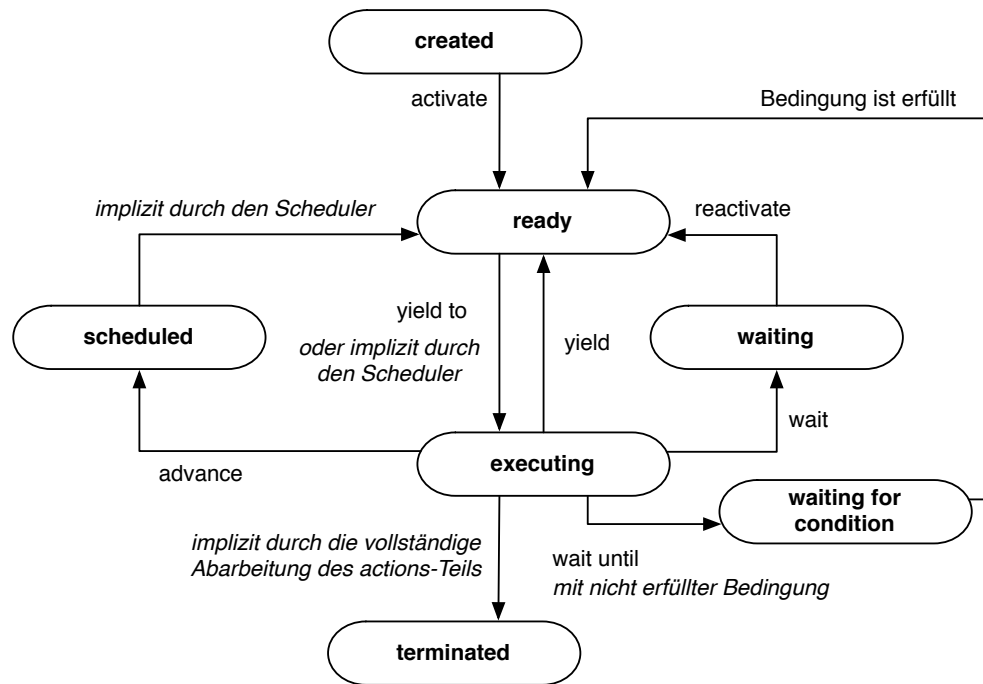 created
activate
Bedingung ist erfüllt
implizit durch den Scheduler
ready
reactivate
scheduled
yield to
oder implizit durch
den Scheduler
yield
waiting
wait
advance
executing
waiting for
condition
implizit durch die vollständige
Abarbeitung des actions-Teils
wait until
mit nicht erfüllter Bedingung
terminated